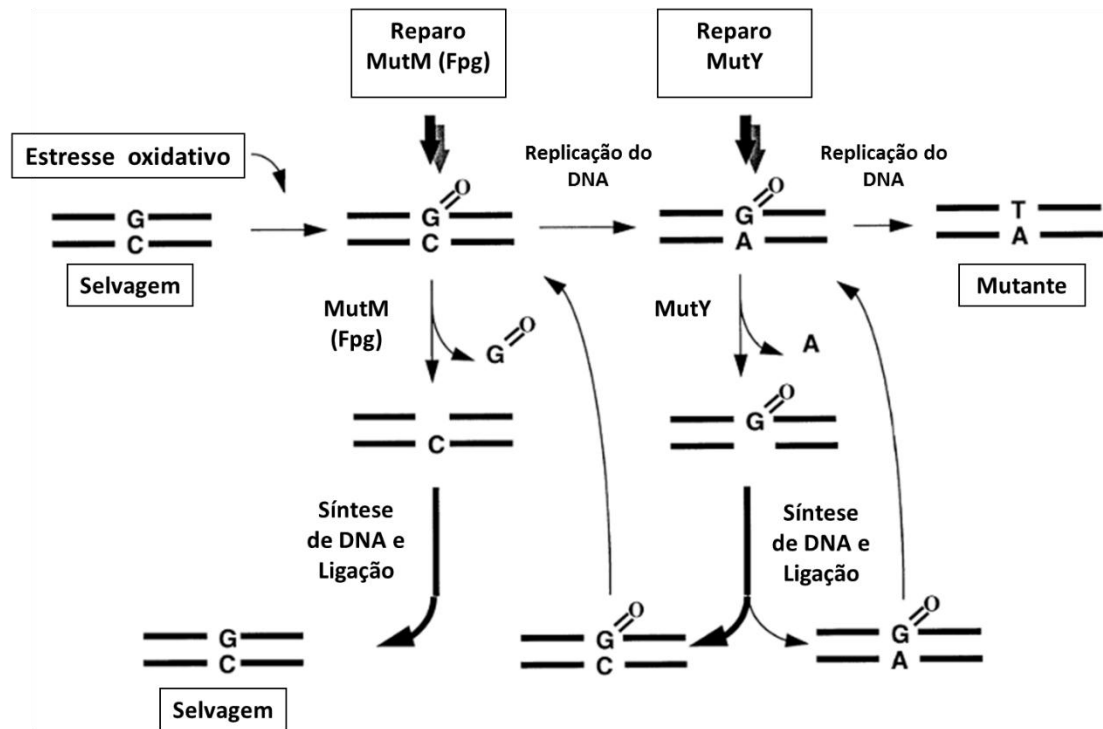 Reparo
MutM (Fpg)
Reparo
MutY
Estresse oxidativo
Replicação do
DNA
Replicação do
DNA
G
C
Selvagem
G=O
C
G=O
A
T
A
Mutante
MutM
(Fpg)
G=O
MutY
A
C
G=O
Síntese
de DNA e
Ligação
Síntese
de DNA e
Ligação
G
C
Selvagem
G=O
C
G=O
A